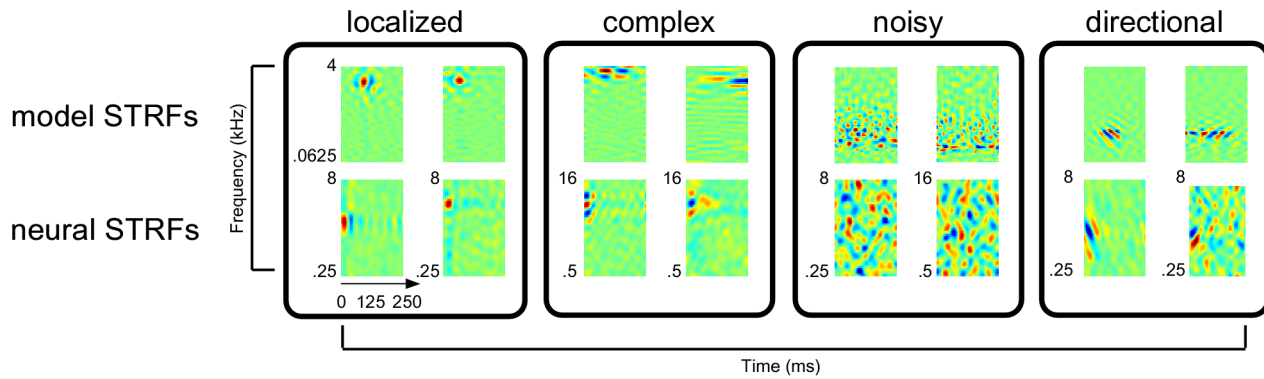 localized complex noisy directional
model STRFs
neural STRFs
Frequency (kHz)
4
.0625
8 8 16 16 8 16 8 8
.25 .25 .5 .5 .25 .5 .25 .25
0 125 250
Time (ms)